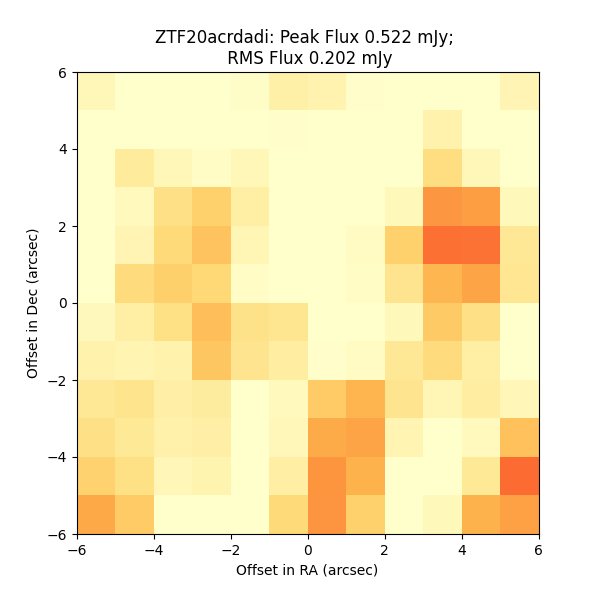 ZTF20acrdadi: Peak Flux 0.522 mJy;
RMS Flux 0.202 mJy
6
4
2
0
−2
−4
−6
Offset in Dec (arcsec)
−6 −4 −2 0 2 4 6
Offset in RA (arcsec)